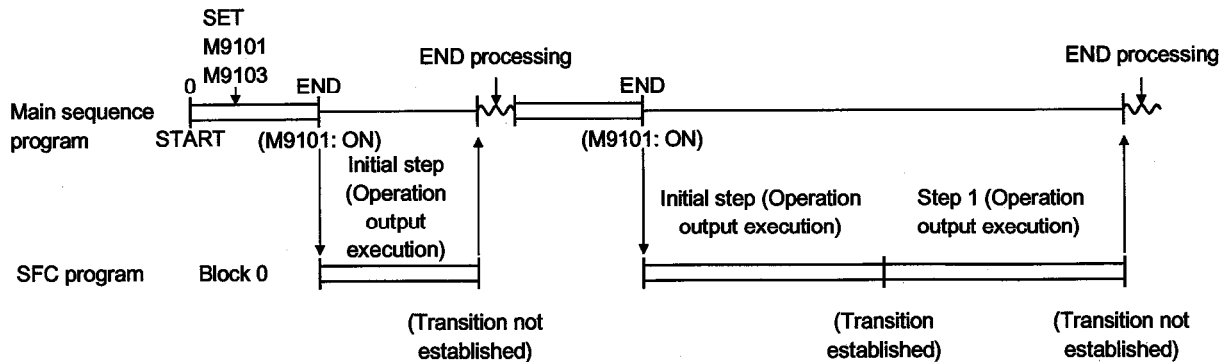 SET
M9101
M9103
END processing
END processing
0
END
END
Main sequence
program
START
(M9101: ON)
(M9101: ON)
Initial step
(Operation
output
execution)
Initial step (Operation
output execution)
Step 1 (Operation
output execution)
SFC program
Block 0
(Transition not
established)
(Transition
established)
(Transition not
established)